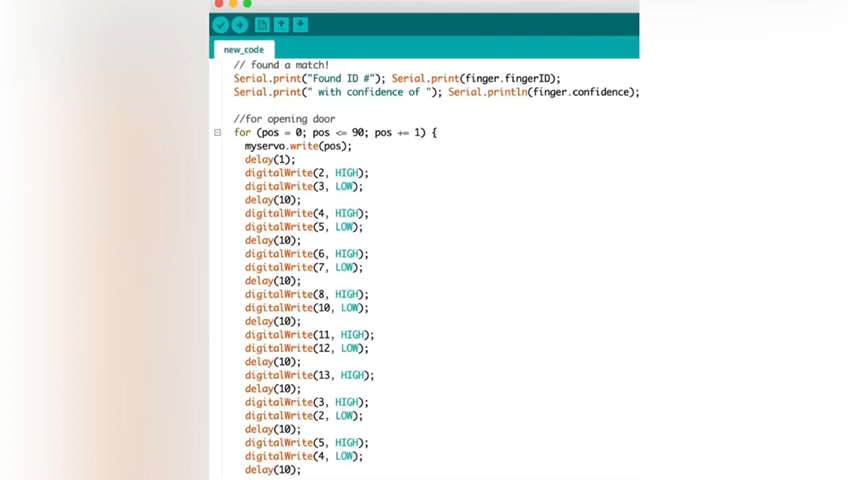 new_code
// found a match!
Serial.print("Found ID #"); Serial.print(finger.fingerID);
Serial.print(" with confidence of "); Serial.println(finger.confidence);
//for opening door
for (pos = 0; pos <= 90; pos += 1) {
myservo.write(pos);
delay(1);
digitalWrite(2, HIGH);
digitalWrite(3, LOW);
delay(10);
digitalWrite(4, HIGH);
digitalWrite(5, LOW);
delay(10);
digitalWrite(6, HIGH);
digitalWrite(7, LOW);
delay(10);
digitalWrite(8, HIGH);
digitalWrite(10, LOW);
delay(10);
digitalWrite(11, HIGH);
digitalWrite(12, LOW);
delay(10);
digitalWrite(13, HIGH);
delay(10);
digitalWrite(3, HIGH);
digitalWrite(2, LOW);
delay(10);
digitalWrite(5, HIGH);
digitalWrite(4, LOW);
delay(10);